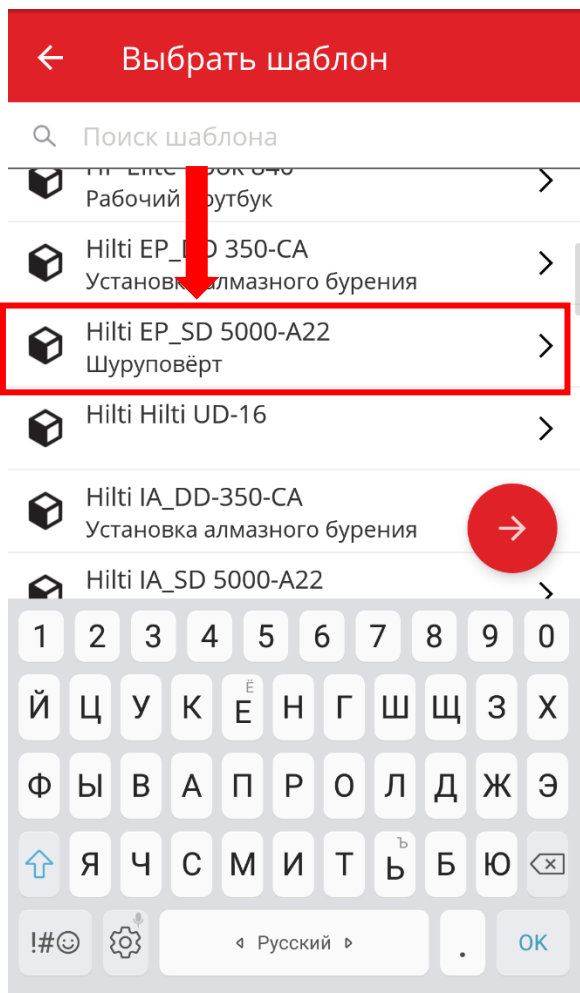 Выбрать шаблон
Поиск шаблона
Рабочий
Hilti EP_DD 350-CA
Установка алмазного бурения
Hilti EP_SD 5000-A22
Шуруповёрт
Hilti Hilti UD-16
Hilti IA_DD-350-CA
Установка алмазного бурения
Hilti IA_SD 5000-A22
1 2 3 4 5 6 7 8 9 0
Ё
Й Ц У К Е Н Г Ш Щ З Х
Ф Ы В А П Р О Л Д Ж Э
Ъ
Я Ч С М И Т Ь Б Ю
!#☺ Русский . OK